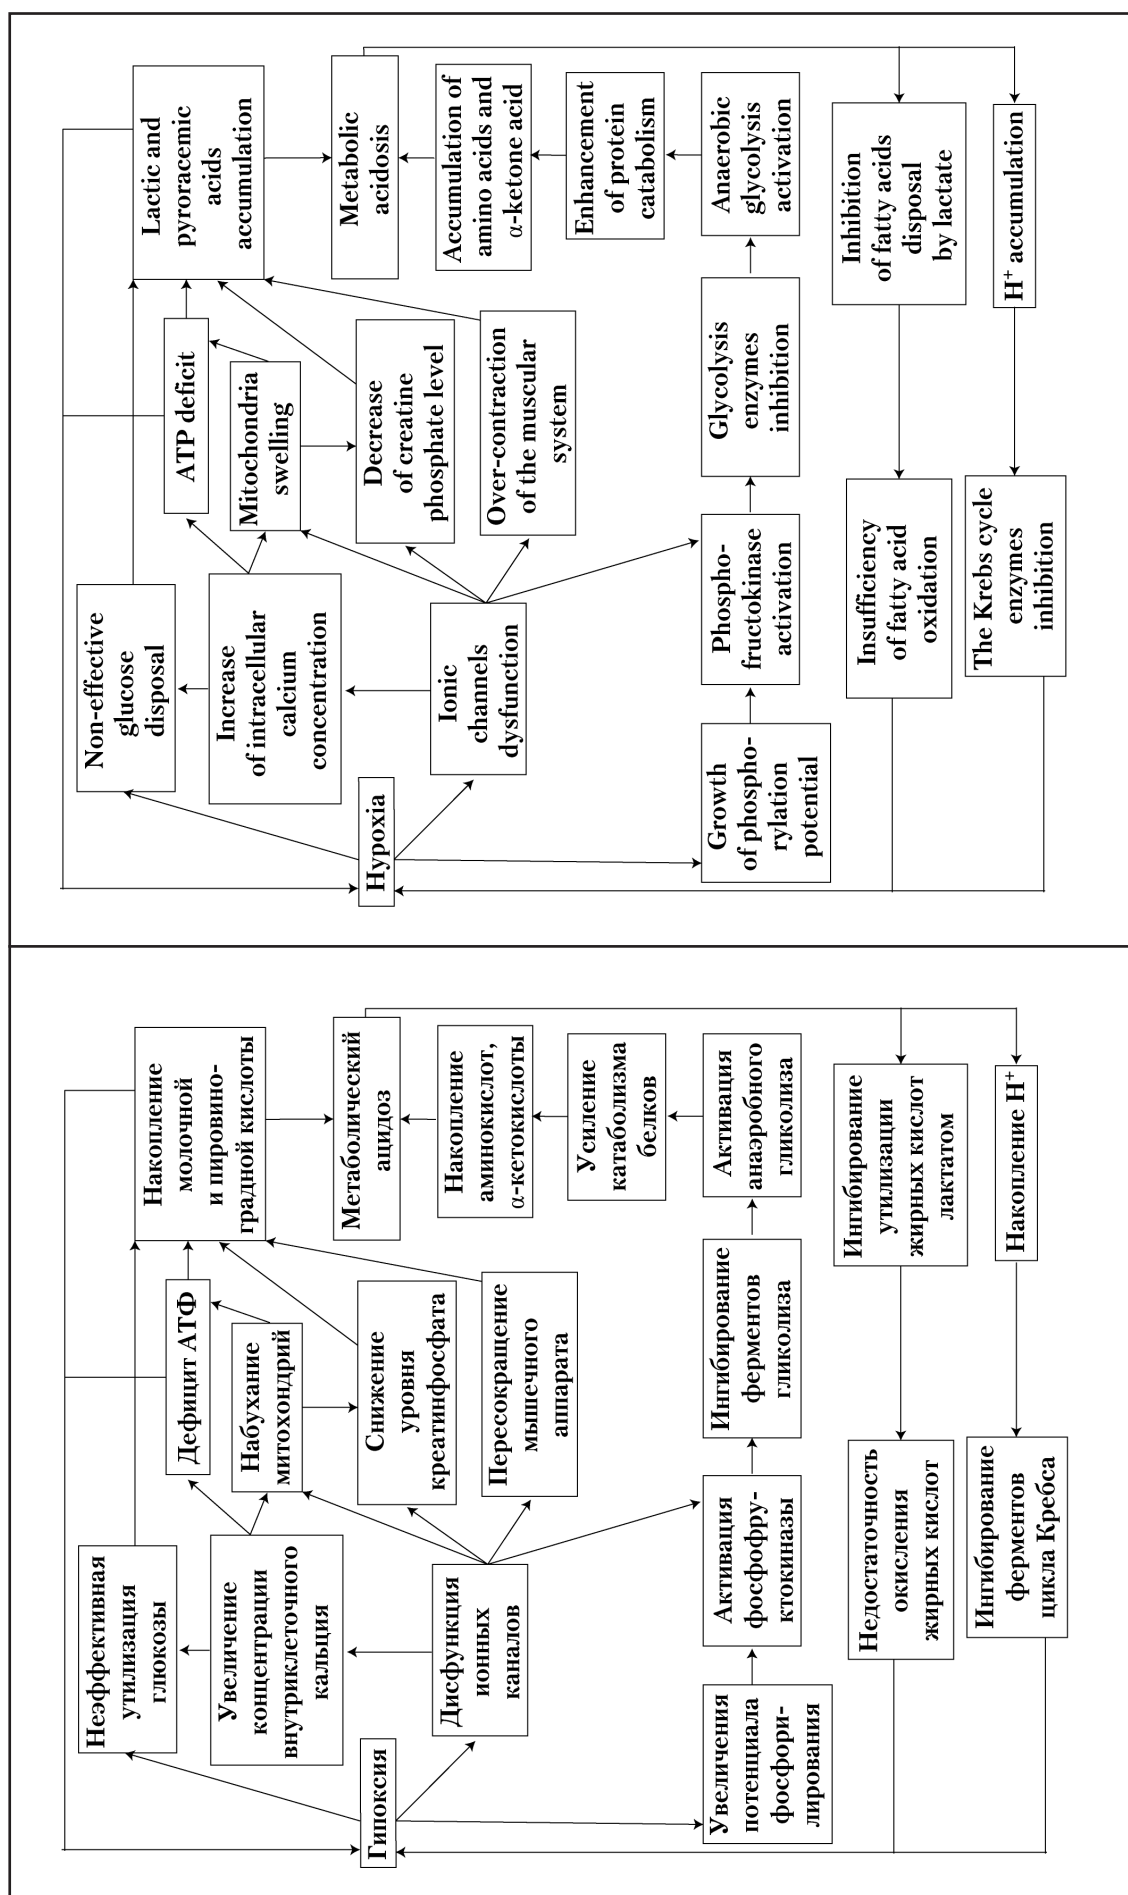 Неэффективная
утилизация
глюкозы
Увеличение
концентрации
внутриклеточного
кальция
Гипоксия
Дисфункция
ионных
каналов
Дефицит АТФ
Набухание
митохондрий
Снижение
уровня
креатинфосфата
Пересокращение
мышечного
аппарата
Накопление
молочной
и пировино-
градной кислоты
Метаболический
ацидоз
Накопление
аминокислот,
α-кетокислоты
Усиление
катаболизма
белков
Увеличения
потенциала
фосфори-
лирования
Активация
фосфофру-
ктокиназы
Ингибирование
ферментов
гликолиза
Активация
анаэробного
гликолиза
Недостаточность
окисления
жирных кислот
Ингибирование
утилизации
жирных кислот
лактатом
Ингибирование
ферментов
цикла Кребса
Накопление H⁺
Non-effective
glucose
disposal
Increase
of intracellular
calcium
concentration
Hypoxia
Ionic
channels
dysfunction
ATP deficit
Mitochondria
swelling
Decrease
of creatine
phosphate level
Over-contraction
of the muscular
system
Lactic and
pyroracemic
acids
accumulation
Metabolic
acidosis
Accumulation of
amino acids and
α-ketone acid
Enhancement
of protein
catabolism
Growth
of phospho-
rylation
potential
Phospho-
fructokinase
activation
Glycolysis
enzymes
inhibition
Anaerobic
glycolysis
activation
Insufficiency
of fatty acid
oxidation
Inhibition
of fatty acids
disposal
by lactate
The Krebs cycle
enzymes
inhibition
H⁺ accumulation